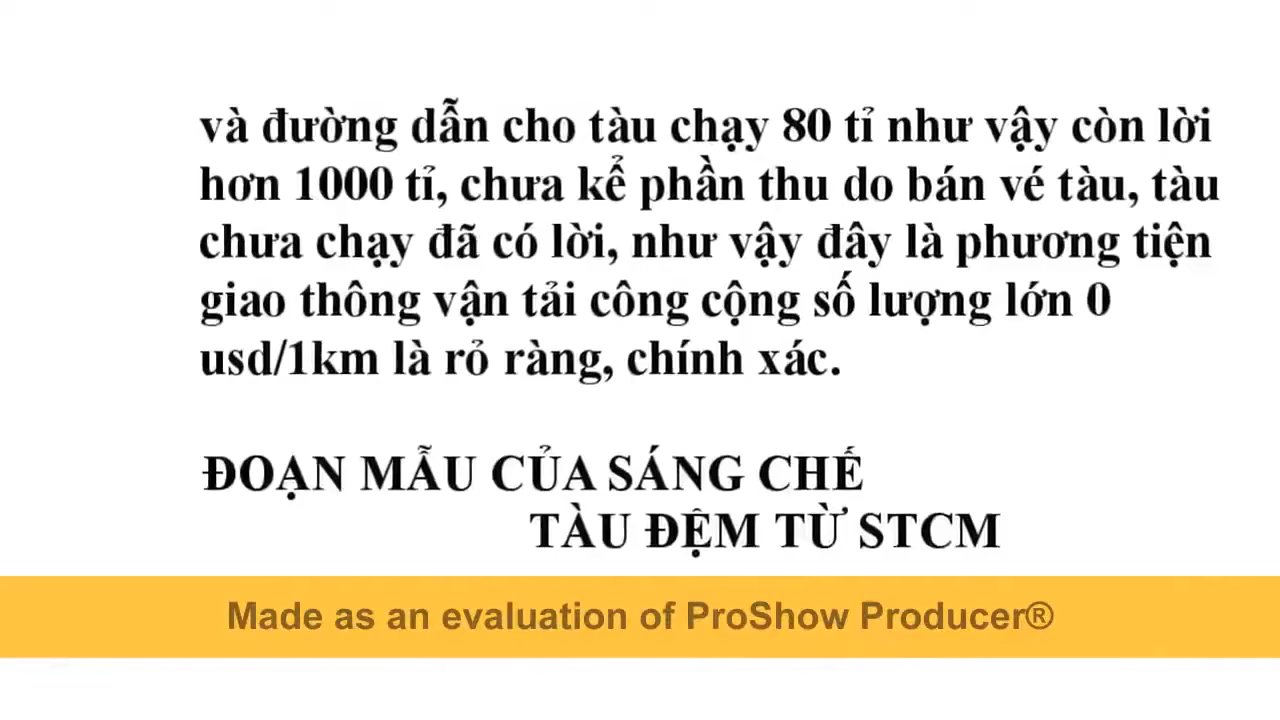 và đường dẫn cho tàu chạy 80 tỉ như vậy còn lời
hơn 1000 tỉ, chưa kể phần thu do bán vé tàu, tàu
chưa chạy đã có lời, như vậy đây là phương tiện
giao thông vận tải công cộng số lượng lớn 0
usd/1km là rỏ ràng, chính xác.
ĐOẠN MẪU CỦA SÁNG CHẾ
TÀU ĐỆM TỪ STCM
Made as an evaluation of ProShow Producer®